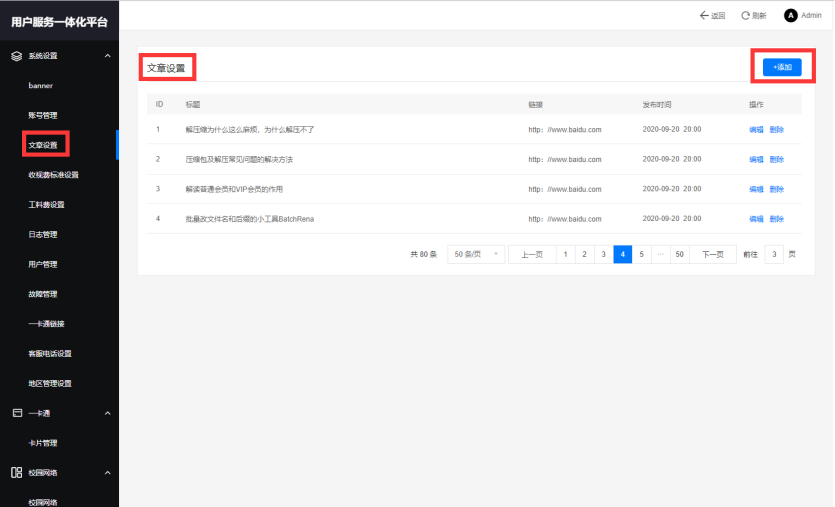 用户服务一体化平台
返回 刷新 A Admin
系统设置
banner
账号管理
文章设置
收视费标准设置
工料费设置
日志管理
用户管理
故障管理
一卡通链接
客服电话设置
地区管理设置
一卡通
卡片管理
校园网络
校园网络
文章设置
+添加
ID 标题 链接 发布时间 操作
1 解压缩为什么这么麻烦，为什么解压不了 http：//www.baidu.com 2020-09-20 20:00 编辑 删除
2 压缩包及解压常见问题的解决方法 http：//www.baidu.com 2020-09-20 20:00 编辑 删除
3 解读普通会员和VIP会员的作用 http：//www.baidu.com 2020-09-20 20:00 编辑 删除
4 批量改文件名和后缀的小工具BatchRena http：//www.baidu.com 2020-09-20 20:00 编辑 删除
共 80 条 50 条/页 上一页 1 2 3 4 5 ··· 50 下一页 前往 3 页